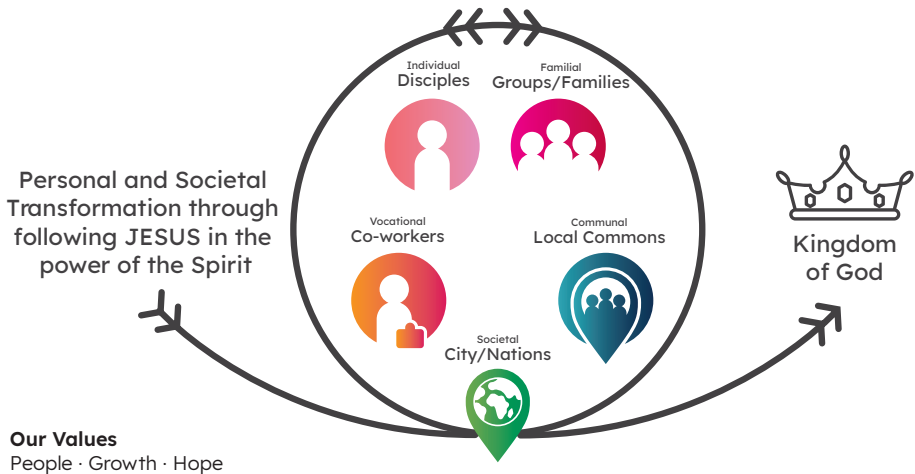 Individual
Disciples
Familial
Groups/Families
Personal and Societal
Transformation through
following JESUS in the
power of the Spirit
Vocational
Co-workers
Communal
Local Commons
Kingdom
of God
Societal
City/Nations
Our Values
People · Growth · Hope